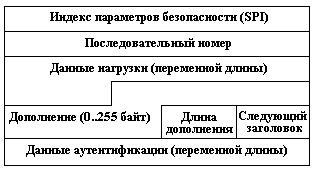 Индекс параметров безопасности (SPI)
Последовательный номер
Данные нагрузки (переменной длины)
Дополнение (0..255 байт)
Длина
дополнения
Следующий
заголовок
Данные аутентификации (переменной длины)